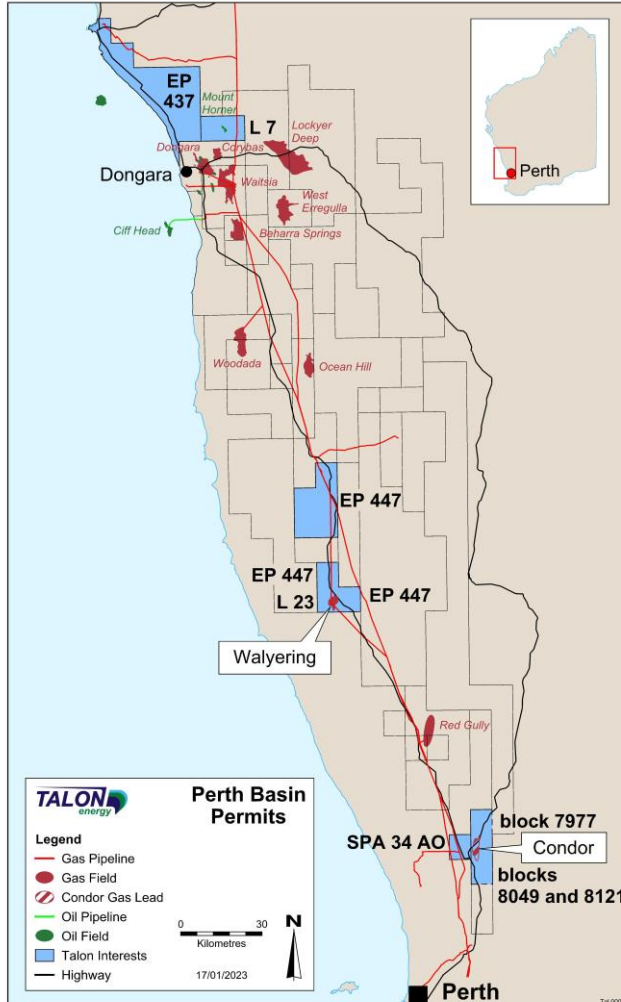 EP
437
Mount
Horner
L 7
Lockyer
Deep
Dongara
Corybas
Dongara
Waitsia
West
Erregulla
Cliff Head
Beharra Springs
Perth
Woodada
Ocean Hill
EP 447
EP 447
EP 447
L 23
Walyering
Red Gully
block 7977
SPA 34 AO
Condor
blocks
8049 and 8121
Perth
TALON
energy
Perth Basin
Permits
Legend
Gas Pipeline
Gas Field
Condor Gas Lead
Oil Pipeline
Oil Field
Talon Interests
Highway
0 30
Kilometres
N
17/01/2023